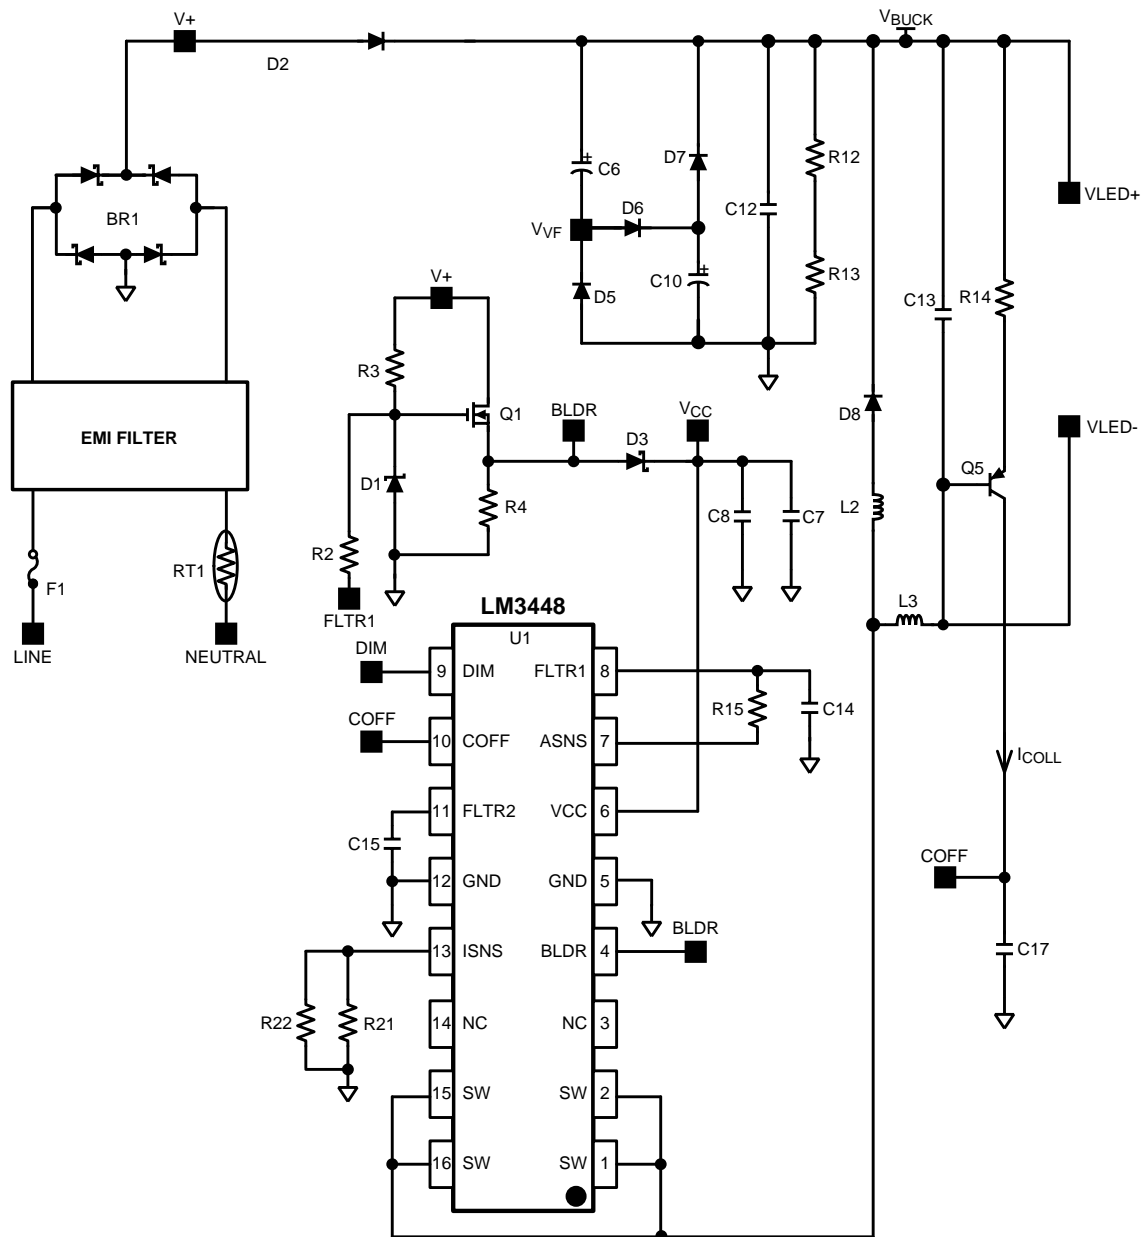 V+
D2
VBUCK
BR1
C6
D7
C12
R12
VLED+
VVF
D6
D5
C10
R13
C13
R14
V+
R3
Q1
BLDR
VCC
D8
VLED-
EMI FILTER
D1
R4
D3
Q5
R2
C8
C7
L2
F1
RT1
FLTR1
LM3448
L3
LINE
NEUTRAL
DIM
U1
9 DIM FLTR1 8
R15
C14
COFF
10 COFF ASNS 7
ICOLL
11 FLTR2 VCC 6
C15
COFF
12 GND GND 5
BLDR
13 ISNS BLDR 4
C17
R22
R21
14 NC NC 3
15 SW SW 2
16 SW SW 1